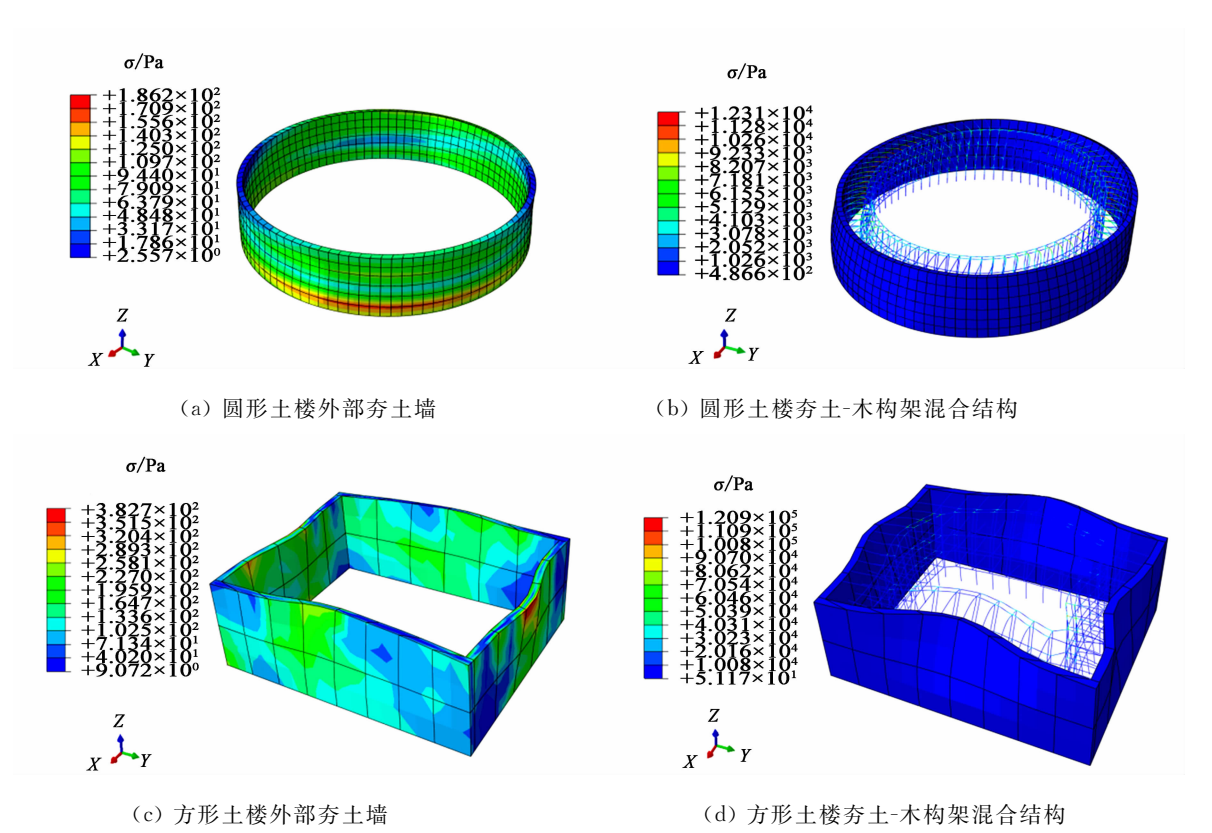 σ/Pa
+1.862×10²
+1.709×10²
+1.556×10²
+1.403×10²
+1.250×10²
+1.097×10²
+9.440×10¹
+7.909×10¹
+6.379×10¹
+4.848×10¹
+3.317×10¹
+1.786×10¹
+2.557×10⁰
Z
X
Y
(a) 圆形土楼外部夯土墙
σ/Pa
+1.231×10⁴
+1.128×10⁴
+1.026×10⁴
+9.233×10³
+8.207×10³
+7.181×10³
+6.155×10³
+5.129×10³
+4.103×10³
+3.078×10³
+2.052×10³
+1.026×10³
+4.866×10²
Z
X
Y
(b) 圆形土楼夯土-木构架混合结构
σ/Pa
+3.827×10²
+3.515×10²
+3.204×10²
+2.893×10²
+2.581×10²
+2.270×10²
+1.959×10²
+1.647×10²
+1.336×10²
+1.025×10²
+7.134×10¹
+4.020×10¹
+9.072×10⁰
Z
X
Y
(c) 方形土楼外部夯土墙
σ/Pa
+1.209×10⁵
+1.109×10⁵
+1.008×10⁵
+9.070×10⁴
+8.062×10⁴
+7.054×10⁴
+6.046×10⁴
+5.039×10⁴
+4.031×10⁴
+3.023×10⁴
+2.016×10⁴
+1.008×10⁴
+5.117×10¹
Z
X
Y
(d) 方形土楼夯土-木构架混合结构